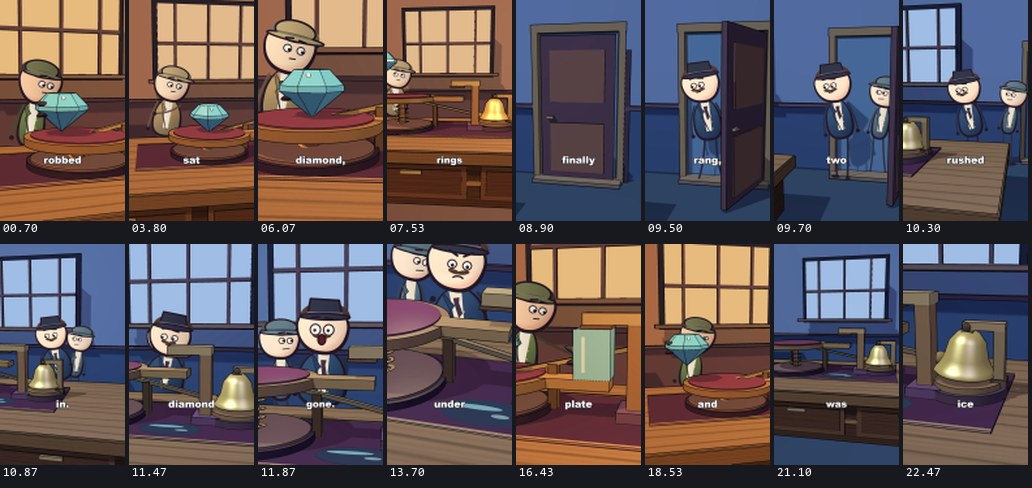 robbed
sat
diamond,
rings
finally
rang,
two
rushed
00.70
03.80
06.07
07.53
08.90
09.50
09.70
10.30
in.
diamond
gone.
under
plate
and
was
ice
10.87
11.47
11.87
13.70
16.43
18.53
21.10
22.47